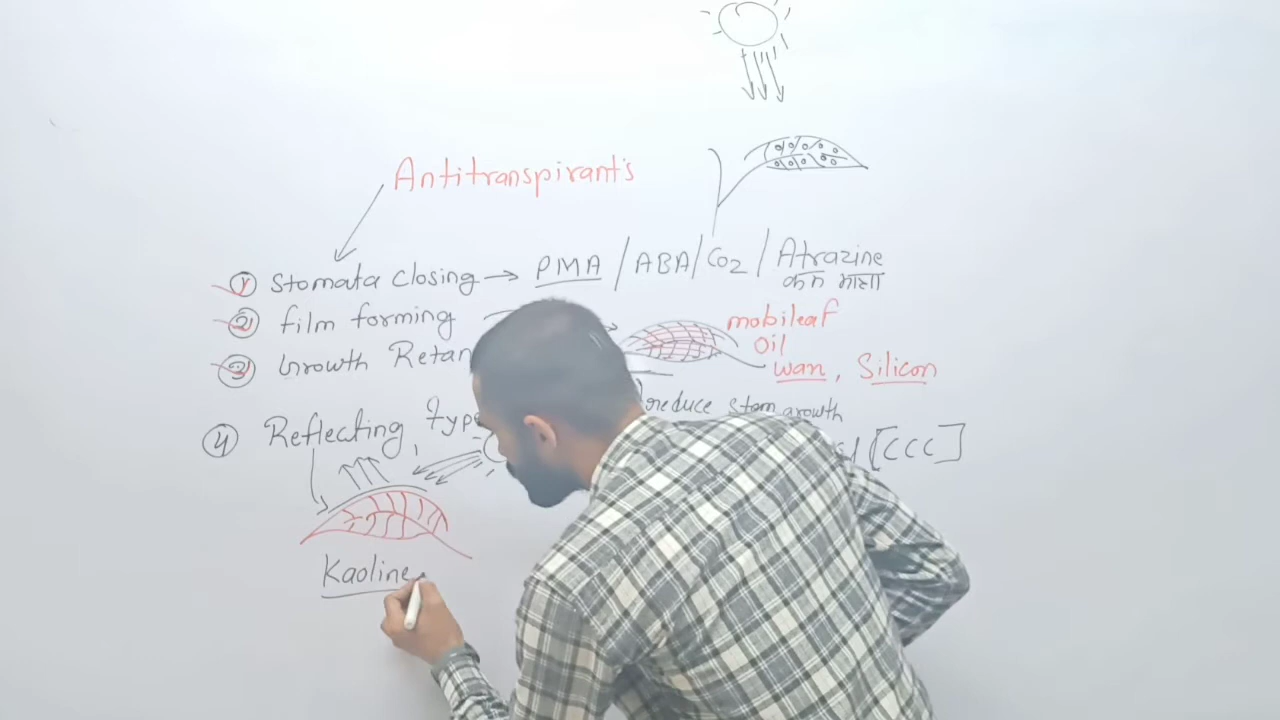 Antitranspirant's
① Stomata Closing → PMA / ABA / CO2 / Atrazine
कम मात्रा
② film forming
mobileaf
oil
wax, Silicon
③ Growth Retan
reduce stem growth
④ Reflecting type
[CCC]
Kaoline